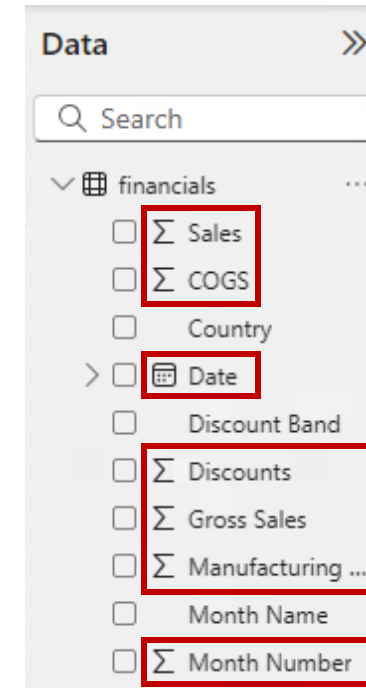 Data
Search
financials
Σ Sales
Σ COGS
Country
Date
Discount Band
Σ Discounts
Σ Gross Sales
Σ Manufacturing ...
Month Name
Σ Month Number